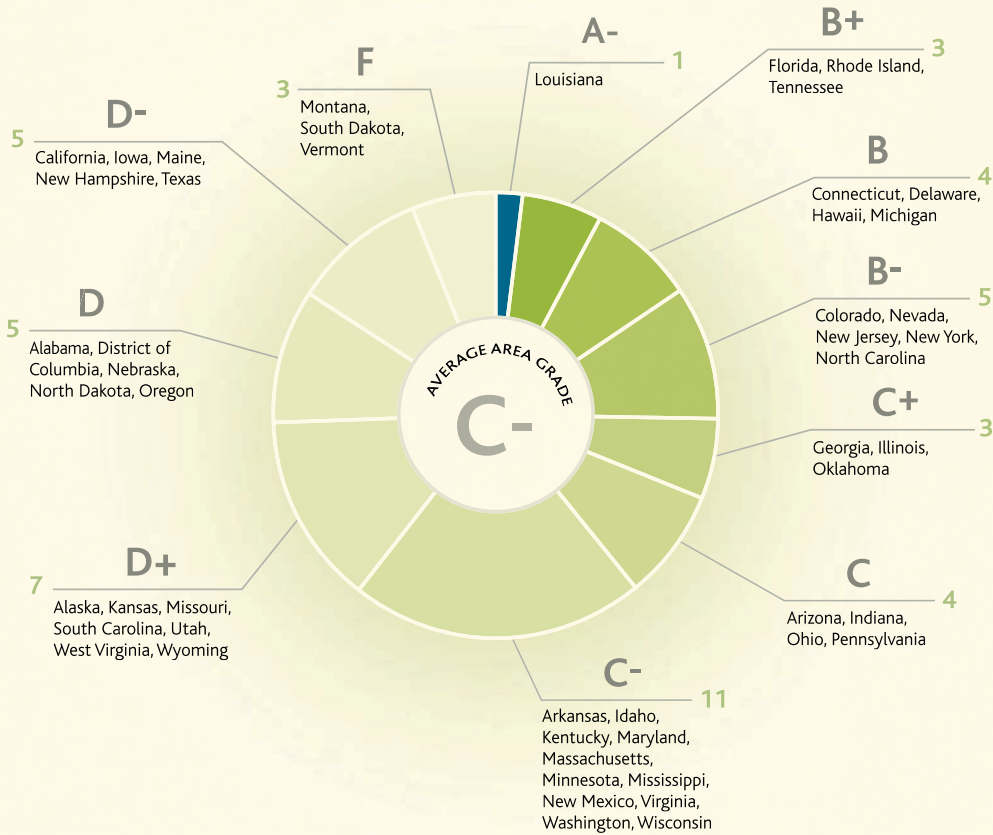 A-
1
Louisiana
B+
3
Florida, Rhode Island,
Tennessee
B
4
Connecticut, Delaware,
Hawaii, Michigan
B-
5
Colorado, Nevada,
New Jersey, New York,
North Carolina
C+
3
Georgia, Illinois,
Oklahoma
C
4
Arizona, Indiana,
Ohio, Pennsylvania
C-
11
Arkansas, Idaho,
Kentucky, Maryland,
Massachusetts,
Minnesota, Mississippi,
New Mexico, Virginia,
Washington, Wisconsin
D+
7
Alaska, Kansas, Missouri,
South Carolina, Utah,
West Virginia, Wyoming
D
5
Alabama, District of
Columbia, Nebraska,
North Dakota, Oregon
D-
5
California, Iowa, Maine,
New Hampshire, Texas
F
3
Montana,
South Dakota,
Vermont
AVERAGE AREA GRADE
C-